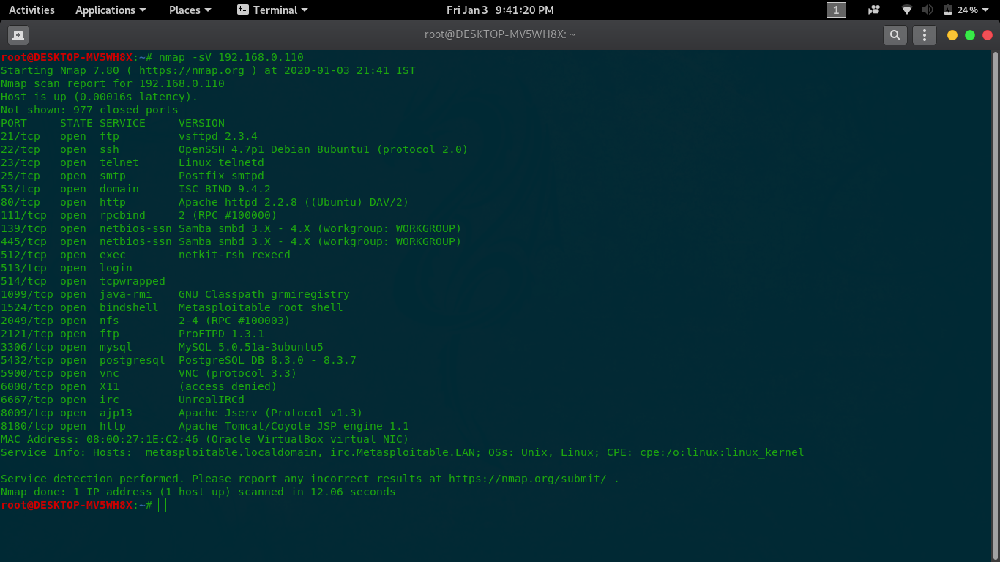 Activities Applications Places Terminal Fri Jan 3 9:41:20 PM 1 24%
root@DESKTOP-MV5WH8X: ~
root@DESKTOP-MV5WH8X:~# nmap -sV 192.168.0.110
Starting Nmap 7.80 ( https://nmap.org ) at 2020-01-03 21:41 IST
Nmap scan report for 192.168.0.110
Host is up (0.00016s latency).
Not shown: 977 closed ports
PORT     STATE SERVICE     VERSION
21/tcp   open  ftp         vsftpd 2.3.4
22/tcp   open  ssh         OpenSSH 4.7p1 Debian 8ubuntu1 (protocol 2.0)
23/tcp   open  telnet      Linux telnetd
25/tcp   open  smtp        Postfix smtpd
53/tcp   open  domain      ISC BIND 9.4.2
80/tcp   open  http        Apache httpd 2.2.8 ((Ubuntu) DAV/2)
111/tcp  open  rpcbind     2 (RPC #100000)
139/tcp  open  netbios-ssn Samba smbd 3.X - 4.X (workgroup: WORKGROUP)
445/tcp  open  netbios-ssn Samba smbd 3.X - 4.X (workgroup: WORKGROUP)
512/tcp  open  exec        netkit-rsh rexecd
513/tcp  open  login
514/tcp  open  tcpwrapped
1099/tcp open  java-rmi    GNU Classpath grmiregistry
1524/tcp open  bindshell   Metasploitable root shell
2049/tcp open  nfs         2-4 (RPC #100003)
2121/tcp open  ftp         ProFTPD 1.3.1
3306/tcp open  mysql       MySQL 5.0.51a-3ubuntu5
5432/tcp open  postgresql  PostgreSQL DB 8.3.0 - 8.3.7
5900/tcp open  vnc         VNC (protocol 3.3)
6000/tcp open  X11         (access denied)
6667/tcp open  irc         UnrealIRCd
8009/tcp open  ajp13       Apache Jserv (Protocol v1.3)
8180/tcp open  http        Apache Tomcat/Coyote JSP engine 1.1
MAC Address: 08:00:27:1E:C2:46 (Oracle VirtualBox virtual NIC)
Service Info: Hosts:  metasploitable.localdomain, irc.Metasploitable.LAN; OSs: Unix, Linux; CPE: cpe:/o:linux:linux_kernel
Service detection performed. Please report any incorrect results at https://nmap.org/submit/ .
Nmap done: 1 IP address (1 host up) scanned in 12.06 seconds
root@DESKTOP-MV5WH8X:~#